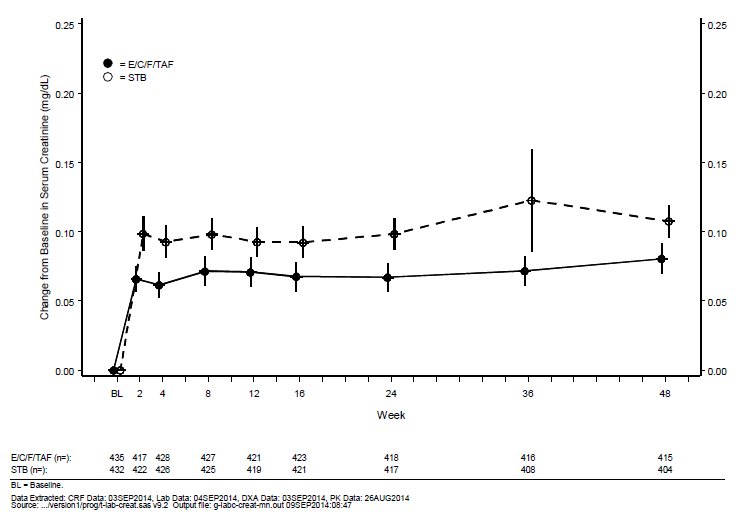 0.25 0.25
= E/C/F/TAF
= STB
0.20 0.20
0.15 0.15
0.10 0.10
0.05 0.05
0.00 0.00
Change from Baseline in Serum Creatinine (mg/dL)
BL 2 4 8 12 16 24 36 48
Week
E/C/F/TAF (n=): 435 417 428 427 421 423 418 416 415
STB (n=): 432 422 426 425 419 421 417 408 404
BL = Baseline.
Data Extracted: CRF Data: 03SEP2014, Lab Data: 04SEP2014, DXA Data: 03SEP2014, PK Data: 26AUG2014
Source: .../version1/prog/t-lab-creat.sas v9.2 Output file: g-labc-creat-mn.out 09SEP2014:08:47